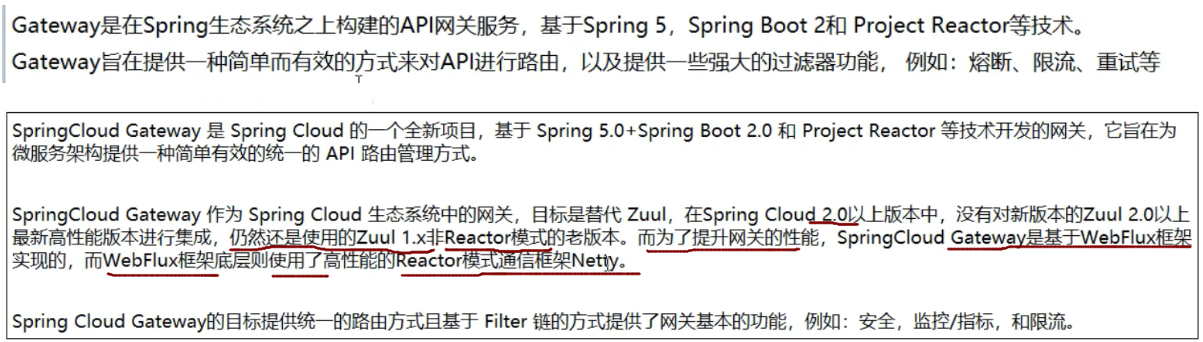 Gateway是在Spring生态系统之上构建的API网关服务，基于Spring 5，Spring Boot 2和 Project Reactor等技术。
Gateway旨在提供一种简单而有效的方式来对API进行路由，以及提供一些强大的过滤器功能， 例如：熔断、限流、重试等
SpringCloud Gateway 是 Spring Cloud 的一个全新项目，基于 Spring 5.0+Spring Boot 2.0 和 Project Reactor 等技术开发的网关，它旨在为
微服务架构提供一种简单有效的统一的 API 路由管理方式。
SpringCloud Gateway 作为 Spring Cloud 生态系统中的网关，目标是替代 Zuul，在Spring Cloud 2.0以上版本中，没有对新版本的Zuul 2.0以上
最新高性能版本进行集成，仍然还是使用的Zuul 1.x非Reactor模式的老版本。而为了提升网关的性能，SpringCloud Gateway是基于WebFlux框架
实现的，而WebFlux框架底层则使用了高性能的Reactor模式通信框架Netty。
Spring Cloud Gateway的目标提供统一的路由方式且基于 Filter 链的方式提供了网关基本的功能，例如：安全，监控/指标，和限流。